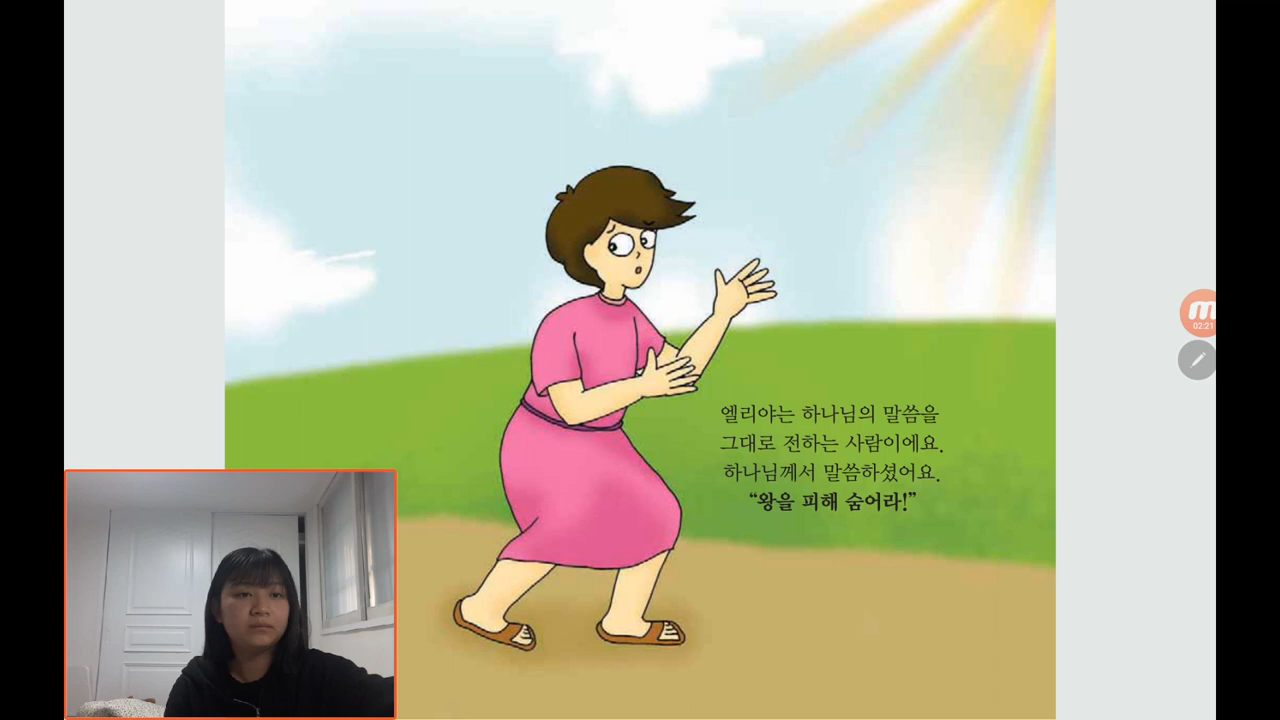 엘리야는 하나님의 말씀을
그대로 전하는 사람이에요.
하나님께서 말씀하셨어요.
“왕을 피해 숨어라!”
02:21